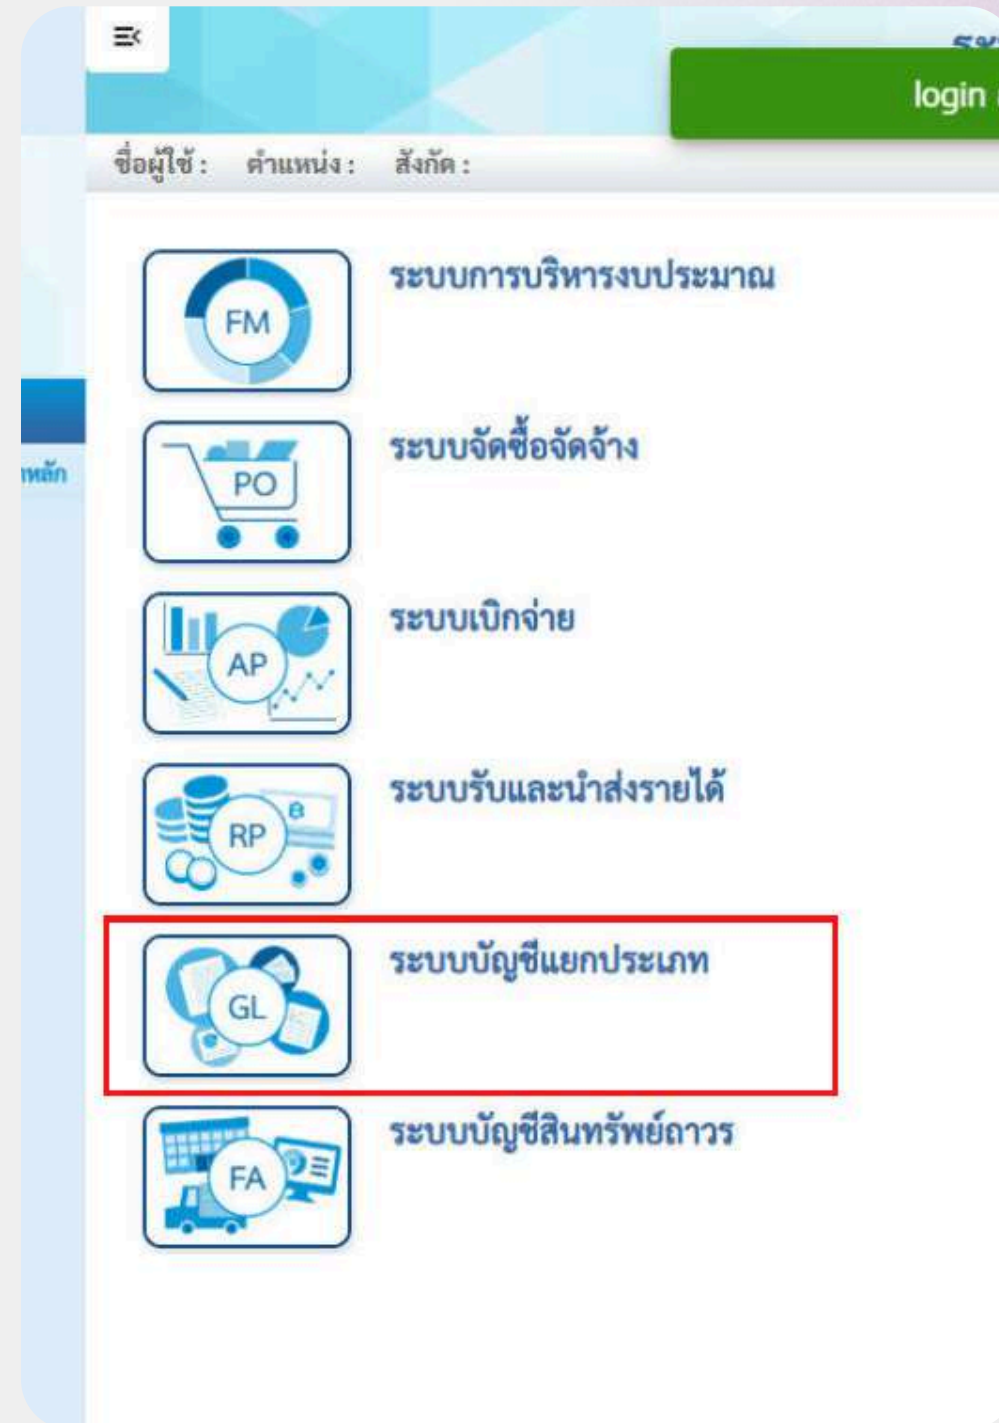 login
ชื่อผู้ใช้ : ตำแหน่ง : สังกัด :
FM
ระบบการบริหารงบประมาณ
PO
ระบบจัดซื้อจัดจ้าง
หลัก
AP
ระบบเบิกจ่าย
RP
ระบบรับและนำส่งรายได้
GL
ระบบบัญชีแยกประเภท
FA
ระบบบัญชีสินทรัพย์ถาวร